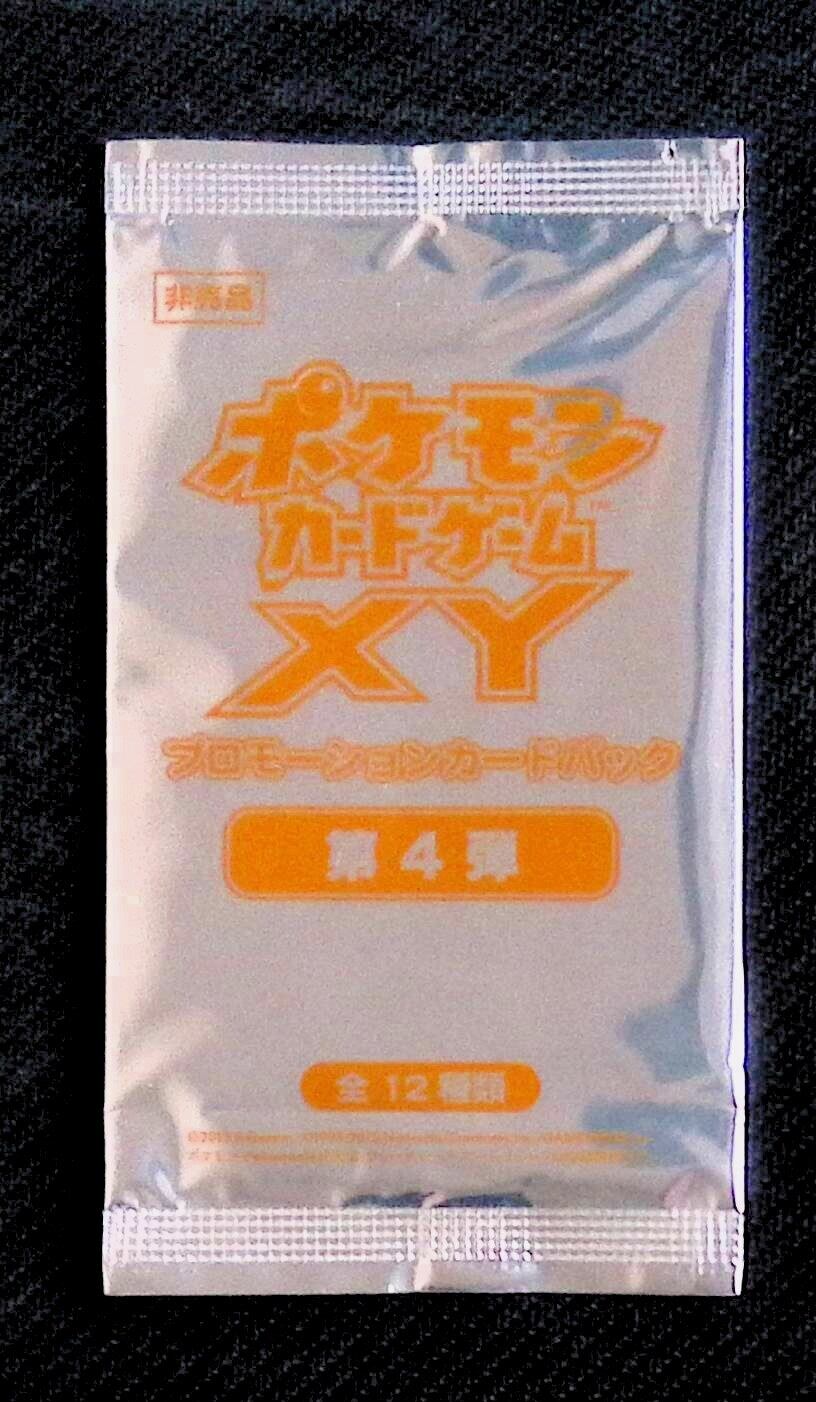 非売品
ポケモン
カードゲーム
XY
プロモーションカードパック
第4弾
全12種類